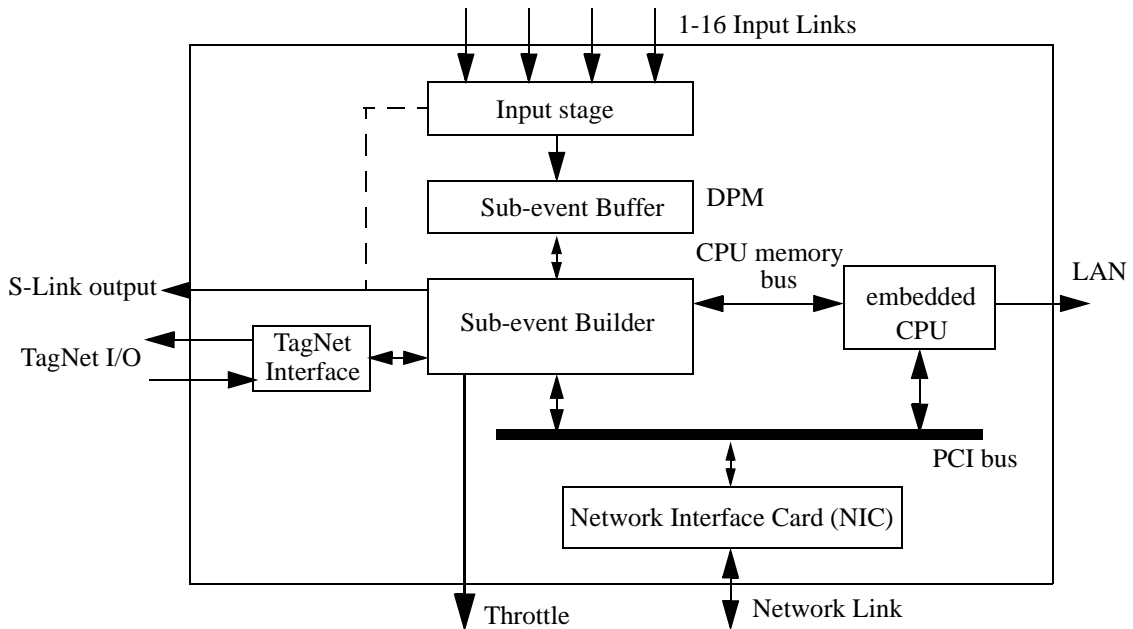 1-16 Input Links
Input stage
Sub-event Buffer
DPM
CPU memory
bus
LAN
S-Link output
embedded
CPU
Sub-event Builder
TagNet
Interface
TagNet I/O
PCI bus
Network Interface Card (NIC)
Throttle
Network Link